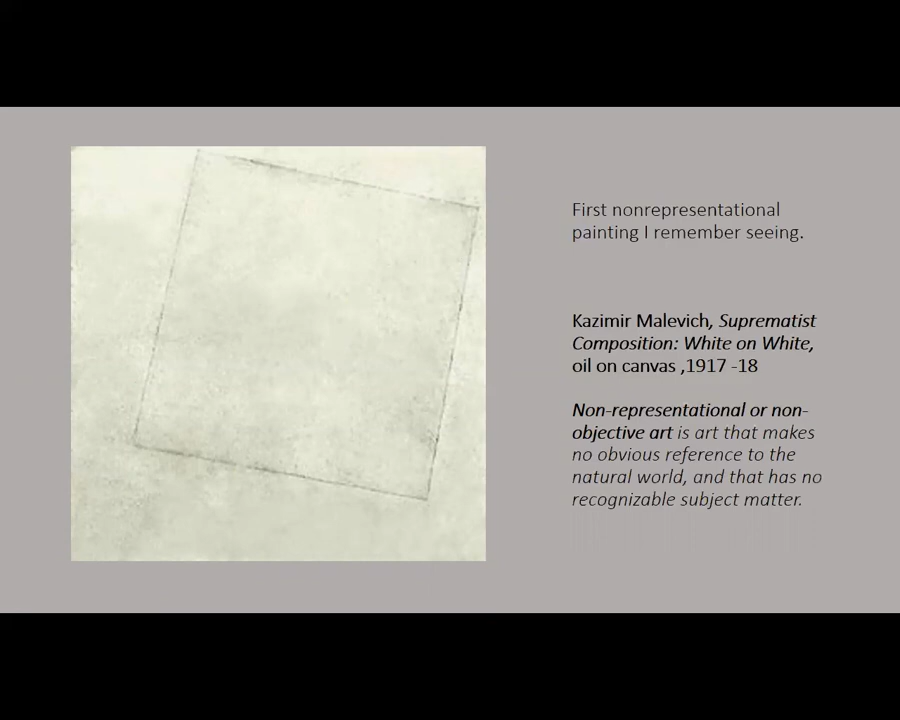 First nonrepresentational
painting I remember seeing.
Kazimir Malevich, Suprematist
Composition: White on White,
oil on canvas ,1917 -18
Non-representational or non-
objective art is art that makes
no obvious reference to the
natural world, and that has no
recognizable subject matter.